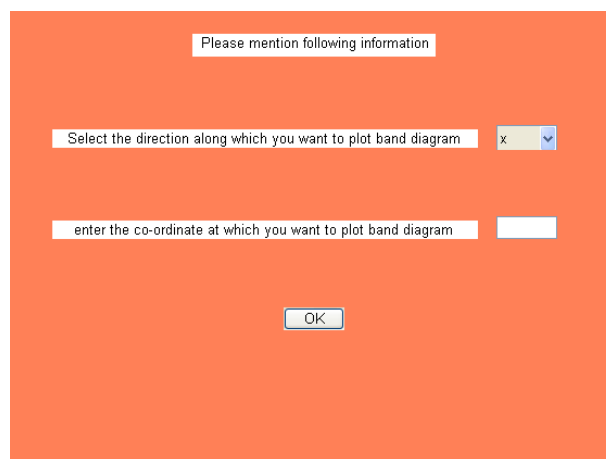 Please mention following information
Select the direction along which you want to plot band diagram x
enter the co-ordinate at which you want to plot band diagram
OK